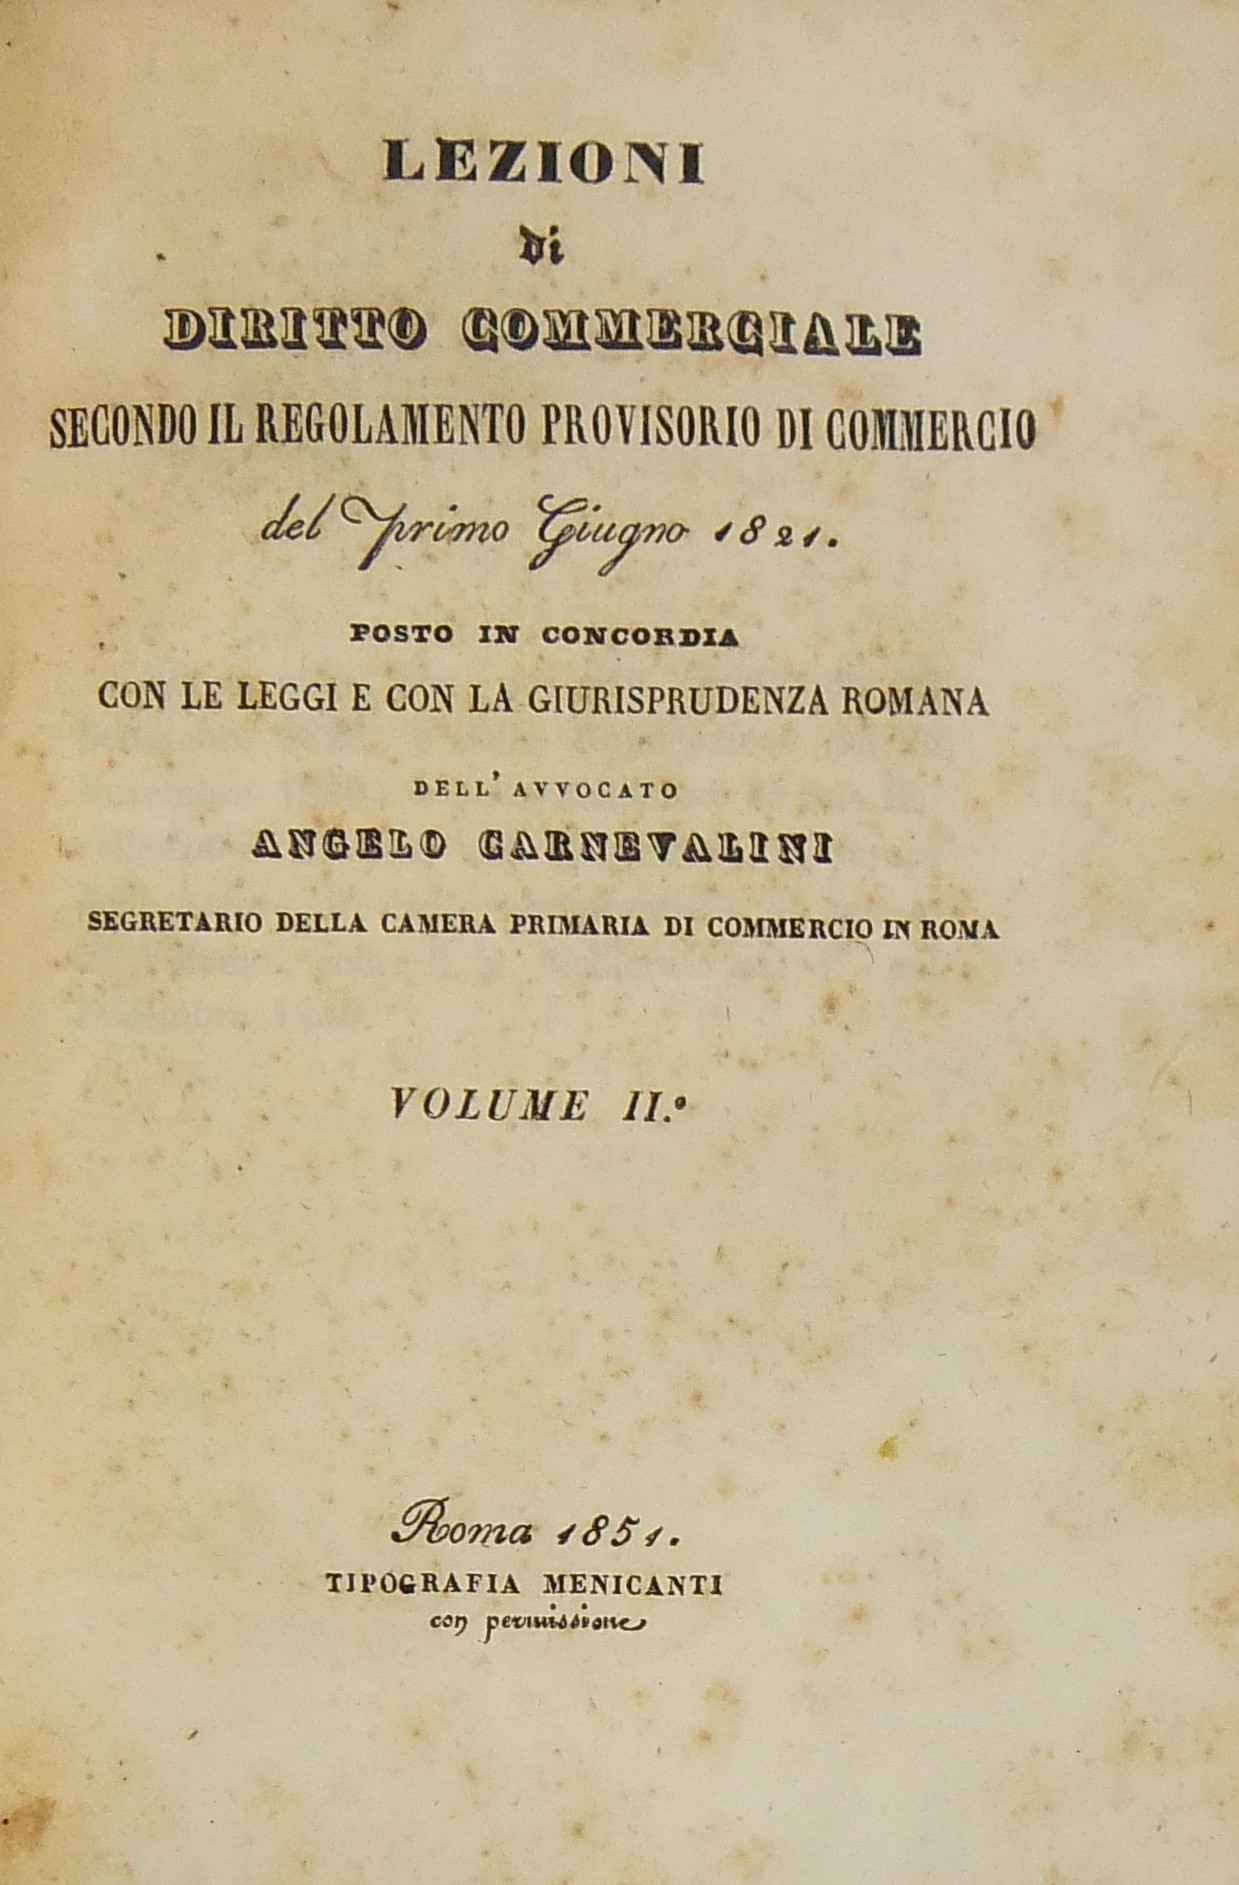 LEZIONI
di
DIRITTO COMMERCIALE
SECONDO IL REGOLAMENTO PROVISORIO DI COMMERCIO
del Primo Giugno 1821.
POSTO IN CONCORDIA
CON LE LEGGI E CON LA GIURISPRUDENZA ROMANA
DELL' AVVOCATO
ANGELO CARNEVALINI
SEGRETARIO DELLA CAMERA PRIMARIA DI COMMERCIO IN ROMA
VOLUME II.°
Roma 1851.
TIPOGRAFIA MENICANTI
con permissione